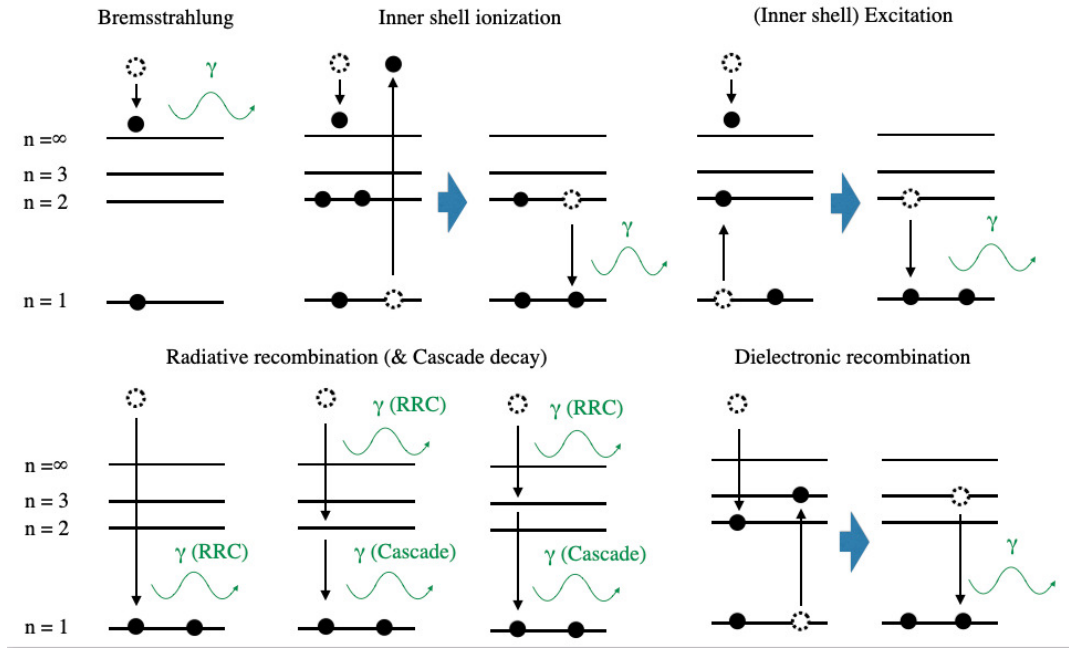 Bremsstrahlung
Inner shell ionization
(Inner shell) Excitation
γ
n =∞
n = 3
n = 2
γ
γ
n = 1
Radiative recombination (& Cascade decay)
Dielectronic recombination
γ (RRC)
γ (RRC)
n =∞
n = 3
n = 2
γ (RRC)
γ (Cascade)
γ (Cascade)
γ
n = 1